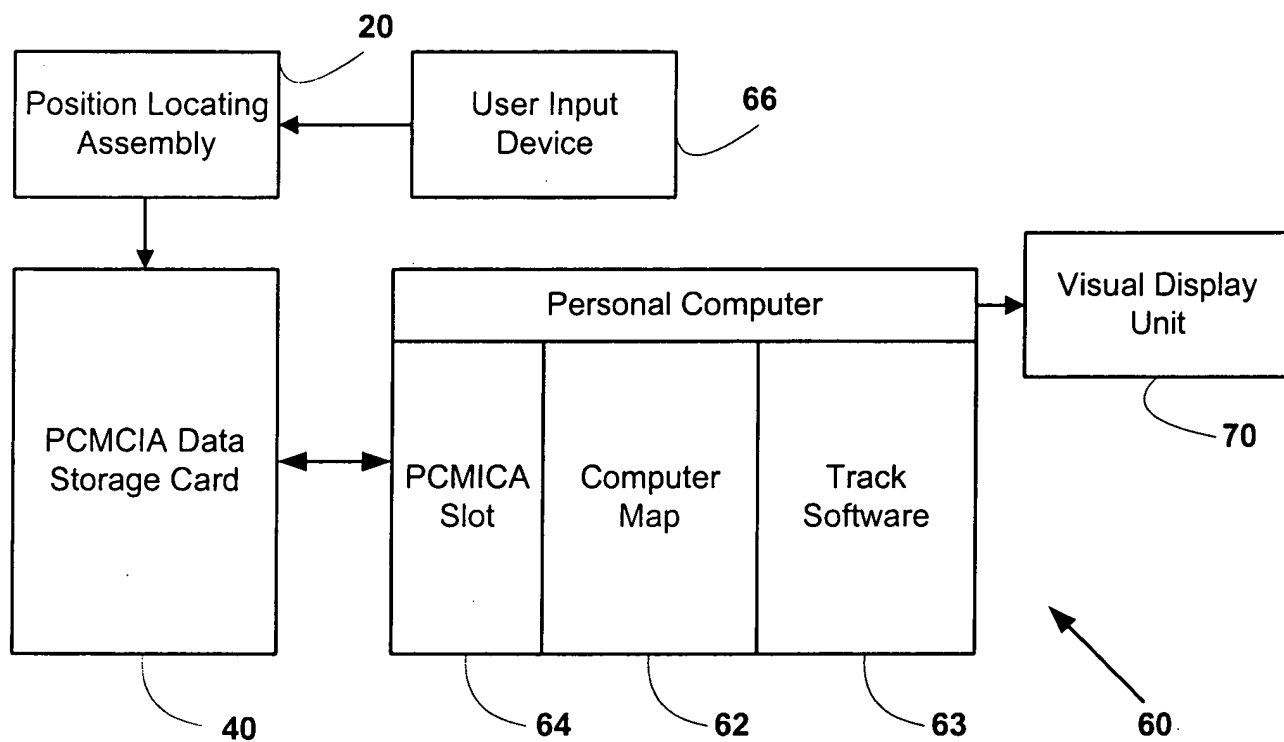 20
Position Locating
Assembly
User Input
Device
66
Personal Computer
Visual Display
Unit
70
PCMCIA Data
Storage Card
PCMICA
Slot
Computer
Map
Track
Software
40
64
62
63
60